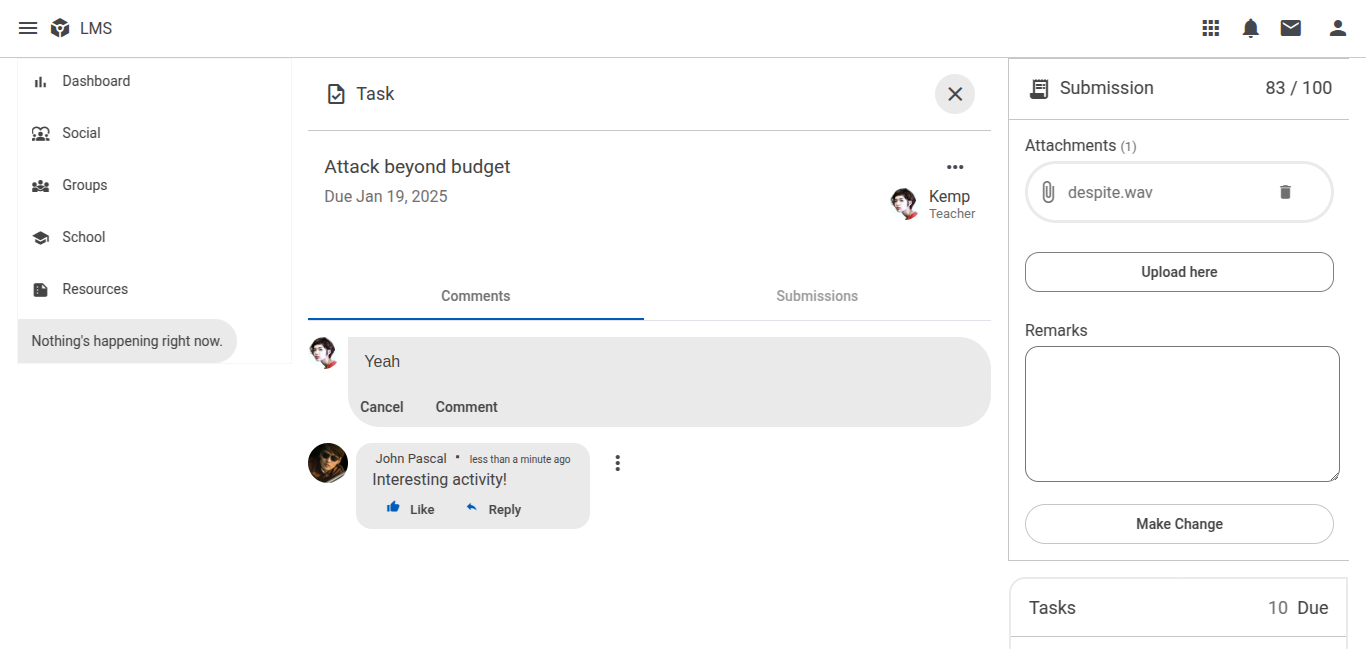 LMS
Dashboard
Social
Groups
School
Resources
Nothing's happening right now.
Task
Attack beyond budget
Due Jan 19, 2025
Kemp
Teacher
Comments
Submissions
Yeah
Cancel
Comment
John Pascal • less than a minute ago
Interesting activity!
Like
Reply
Submission
83 / 100
Attachments (1)
despite.wav
Upload here
Remarks
Make Change
Tasks
10 Due